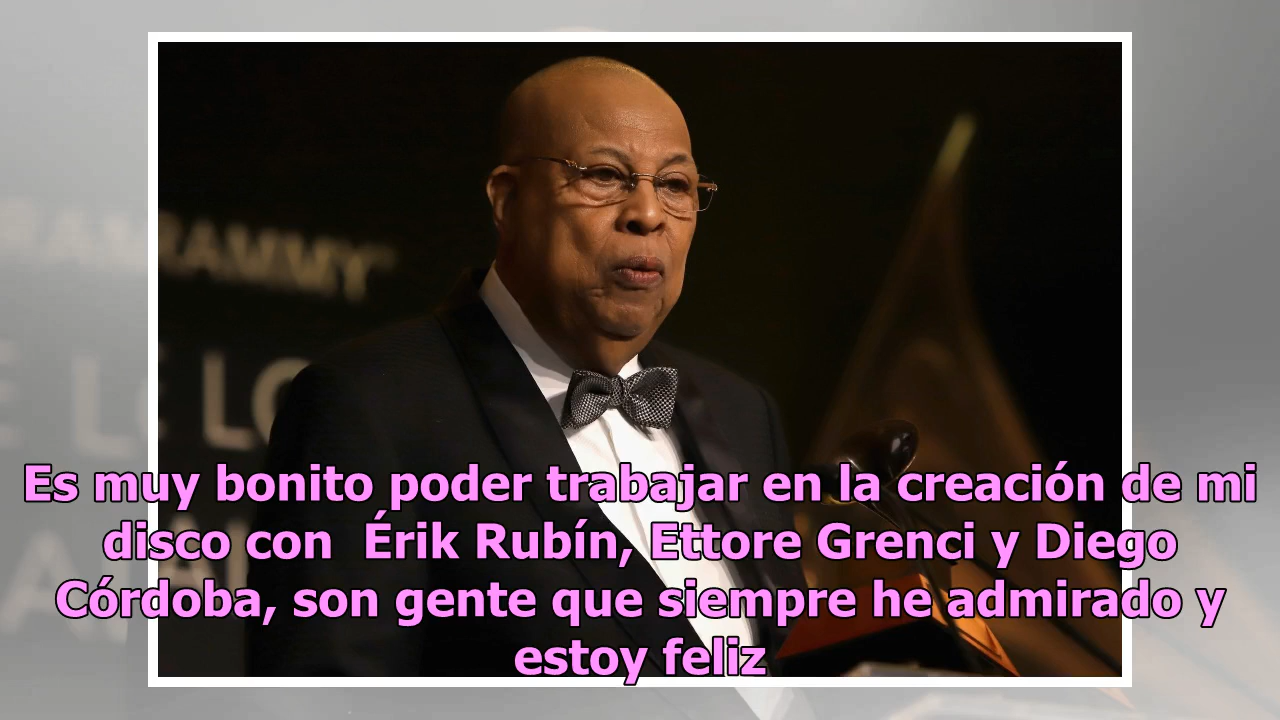 GRAMMY
Es muy bonito poder trabajar en la creación de mi
disco con Érik Rubín, Ettore Grenci y Diego
Córdoba, son gente que siempre he admirado y
estoy feliz